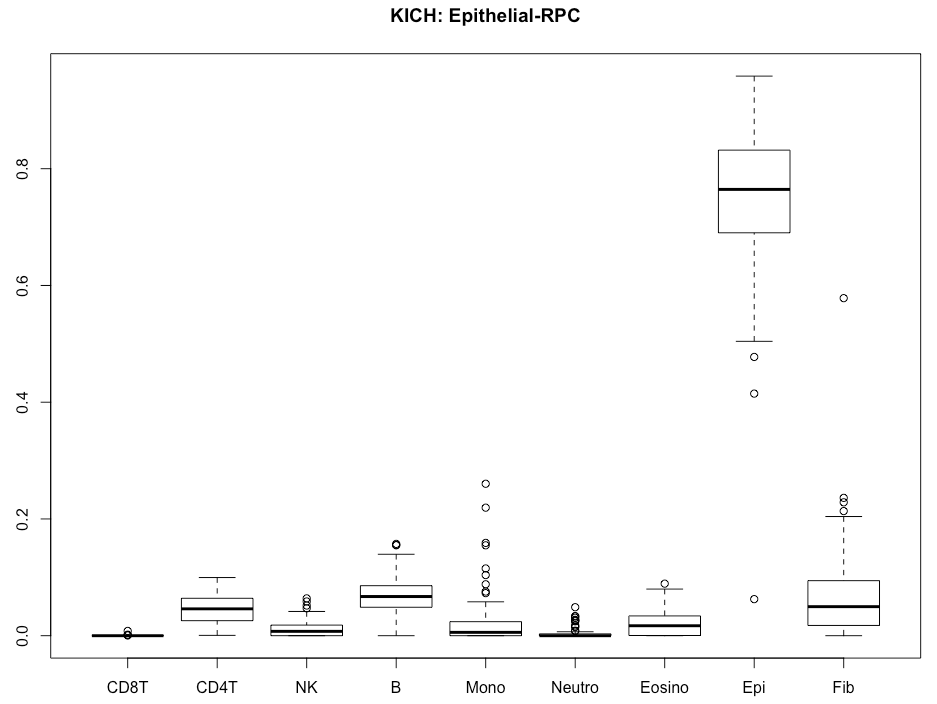 KICH: Epithelial-RPC
0.8
0.6
0.4
0.2
0.0
CD8T CD4T NK B Mono Neutro Eosino Epi Fib